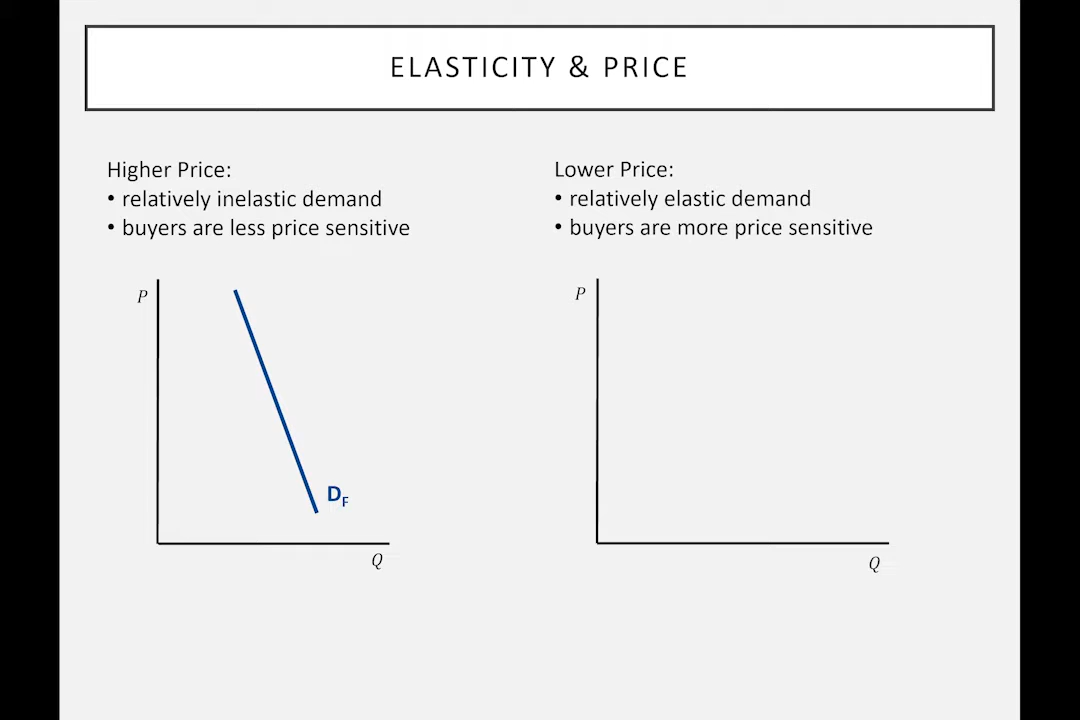 ELASTICITY & PRICE
Higher Price:
• relatively inelastic demand
• buyers are less price sensitive
P
D_F
Q
Lower Price:
• relatively elastic demand
• buyers are more price sensitive
P
Q